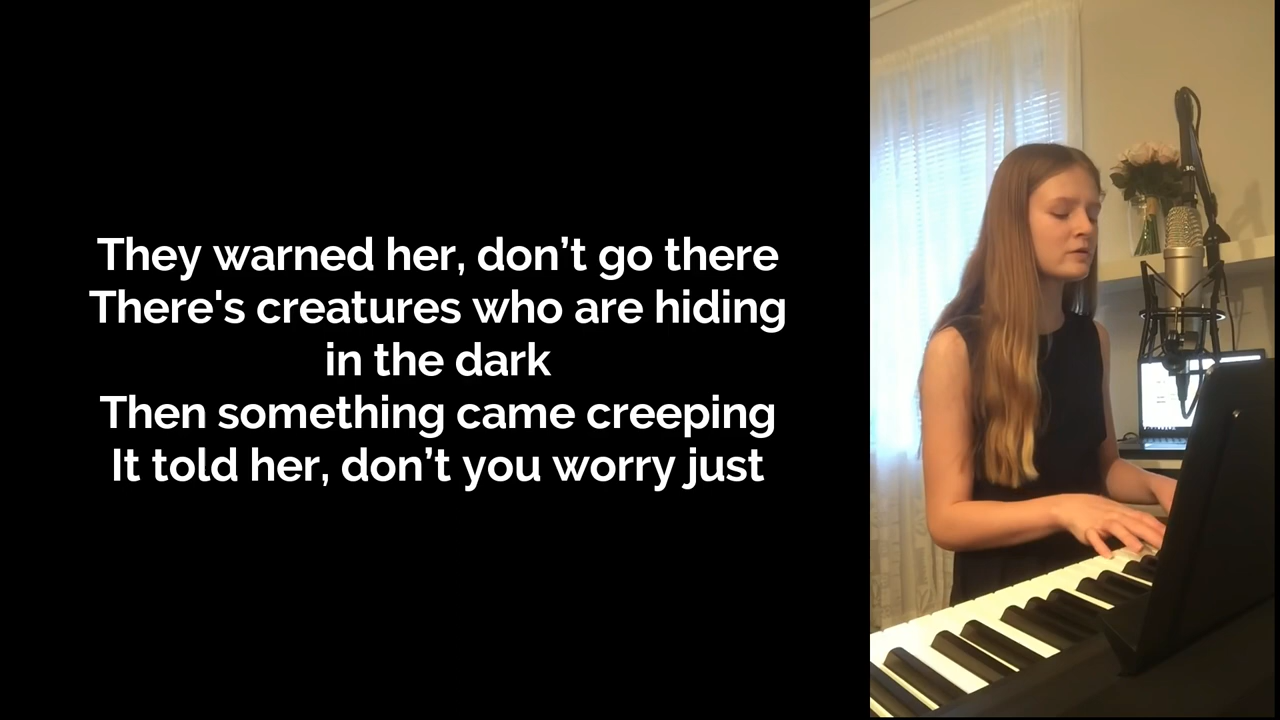 They warned her, don’t go there
There's creatures who are hiding
in the dark
Then something came creeping
It told her, don’t you worry just